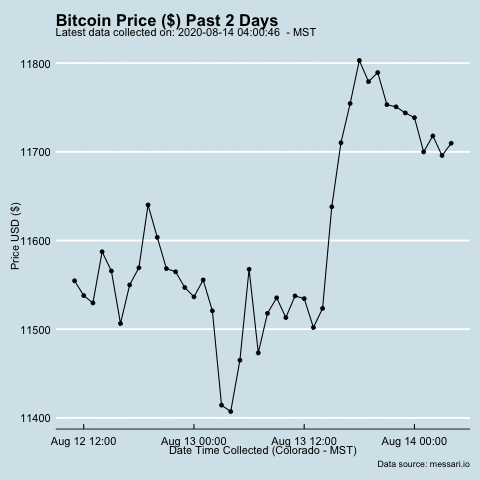 Bitcoin Price ($) Past 2 Days
Latest data collected on: 2020-08-14 04:00:46  - MST
11800
11700
11600
11500
11400
Price USD ($)
Aug 12 12:00 Aug 13 00:00 Aug 13 12:00 Aug 14 00:00
Date Time Collected (Colorado - MST)
Data source: messari.io